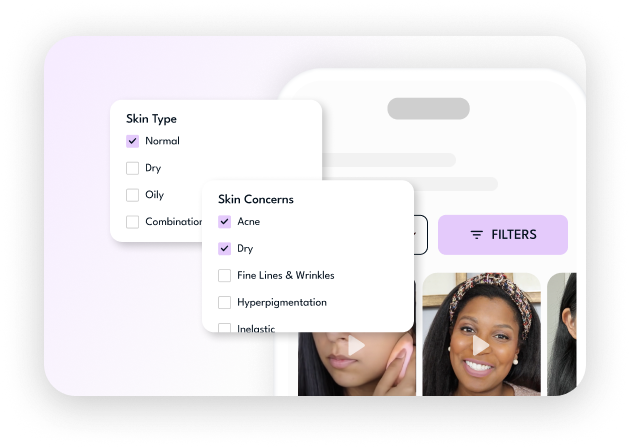 Skin Type
Normal
Dry
Oily
Combination
Skin Concerns
Acne
Dry
Fine Lines & Wrinkles
Hyperpigmentation
Inelastic
FILTERS